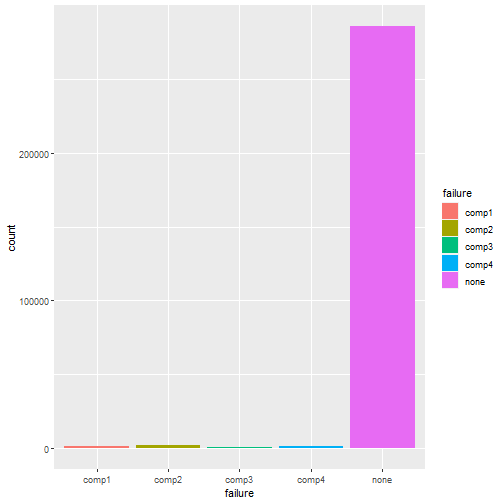 count
200000
100000
0
comp1 comp2 comp3 comp4 none
failure
failure
comp1
comp2
comp3
comp4
none